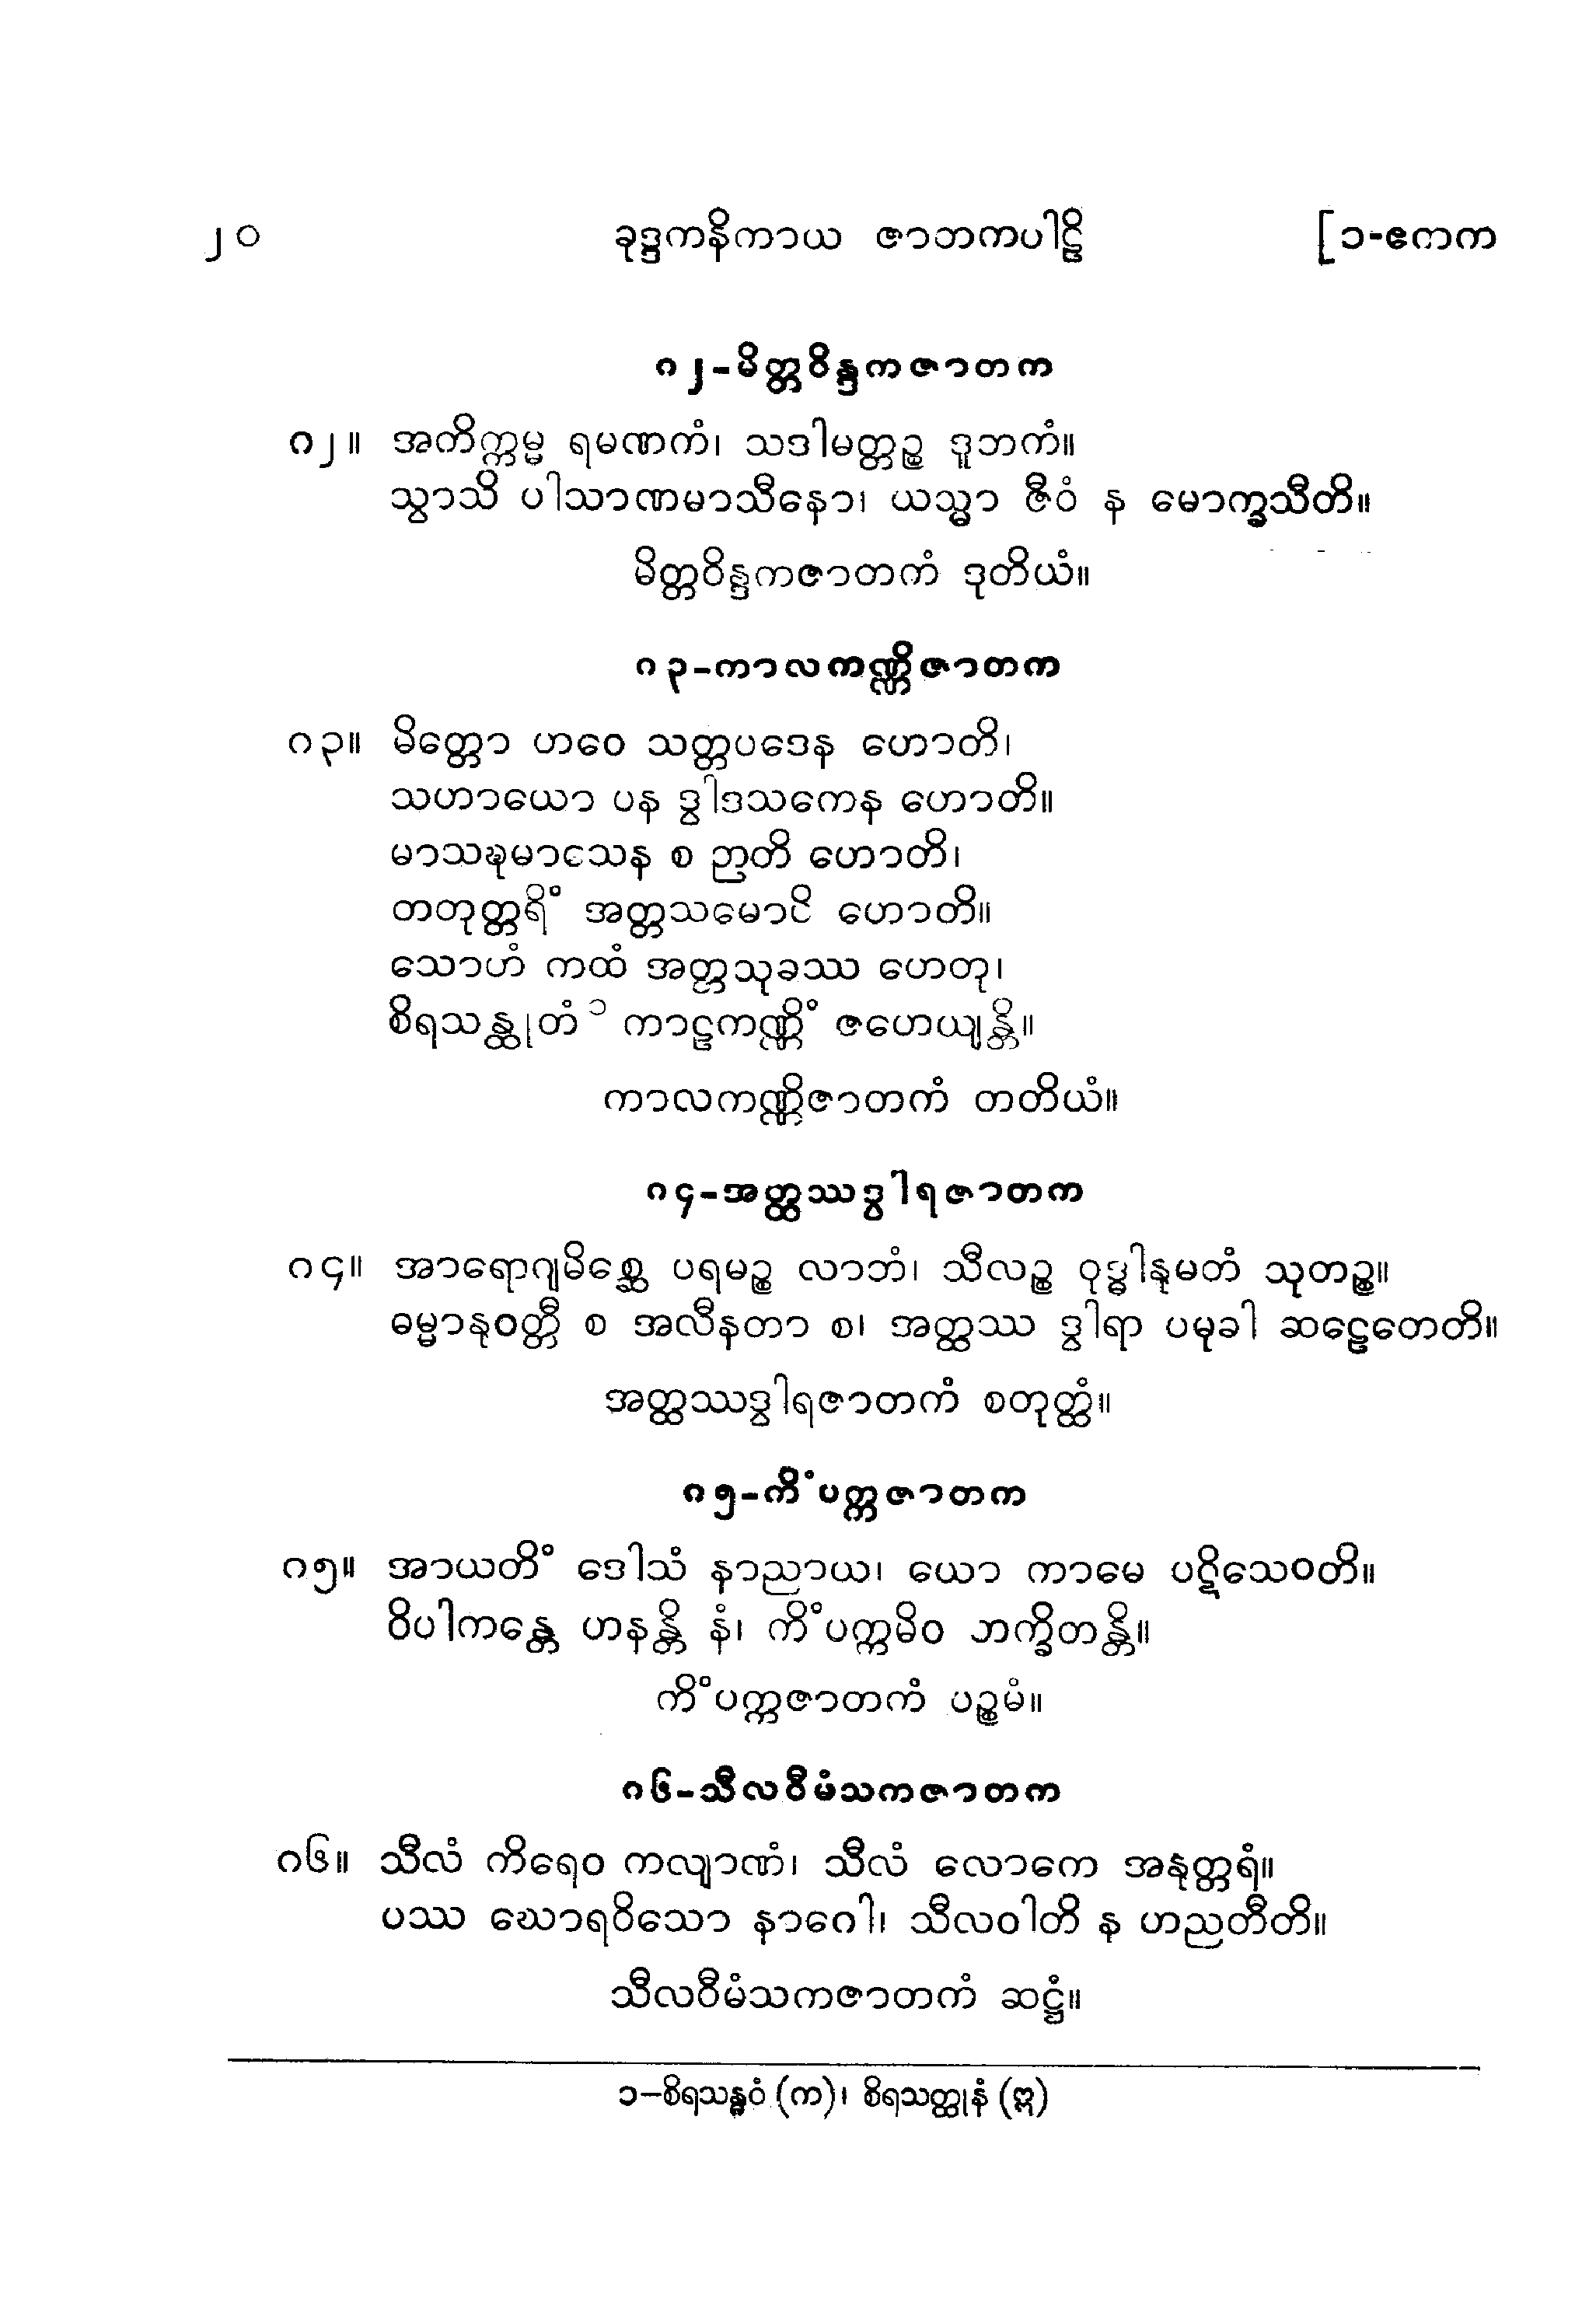 ၂၀ ခုဒ္ဒကနိကာယ ဇာဘကပါဠိ [၁-ဧကက
၈၂-မိတ္တဝိန္ဒကဇာတက
၈၂။ အကိက္ကမ္မ ရမဏကံ၊ သဒါမတ္တဉ္စ ဒူဘကံ။
သွာသိ ပါသာဏမာသီနော၊ ယသ္မာ ဇီဝံ န မောက္ခသီတိ။
မိတ္တဝိန္ဒကဇာတကံ ဒုတိယံ။
၈၃-ကာလကဏ္ဏိဇာတက
၈၃။ မိတ္တော ဟဝေ သတ္တပဒေန ဟောတိ၊
သဟာယော ပန ဒွါဒသကေန ဟောတိ။
မာသဍ္ဎမာသေန စ ဉာတိ ဟောတိ၊
တတုတ္တရိံ အတ္တသမောပိ ဟောတိ။
သောဟံ ကထံ အတ္တသုခဿ ဟေတု၊
စိရသန္ထုတံ ၁ ကာဠကဏ္ဏိံ ဇဟေယျန္တိ။
ကာလကဏ္ဏိဇာတကံ တတိယံ။
၈၄-အတ္ထဿဒွါရဇာတက
၈၄။ အာရောဂျမိစ္ဆေ ပရမဉ္စ လာဘံ၊ သီလဉ္စ ဝုဒ္ဓါနုမတံ သုတဉ္စ။
ဓမ္မာနုဝတ္တီ စ အလီနတာ စ၊ အတ္ထဿ ဒွါရာ ပမုခါ ဆဠေတေတိ။
အတ္ထဿဒွါရဇာတကံ စတုတ္ထံ။
၈၅-ကိံပက္ကဇာတက
၈၅။ အာယတိံ ဒေါသံ နာညာယ၊ ယော ကာမေ ပဋိသေဝတိ။
ဝိပါကန္တေ ဟနန္တိ နံ၊ ကိံပက္ကမိဝ ဘက္ခိတန္တိ။
ကိံပက္ကဇာတကံ ပဉ္စမံ။
၈၆-သီလဝီမံသကဇာတက
၈၆။ သီလံ ကိရေဝ ကလျာဏံ၊ သီလံ လောကေ အနုတ္တရံ။
ပဿ ဃောရဝိသော နာဂေါ၊ သီလဝါတိ န ဟညတီတိ။
သီလဝီမံသကဇာတကံ ဆဋ္ဌံ။
၁–စိရသန္ဓဝံ (က)၊ စိရသတ္ထုနံ (ဣ)